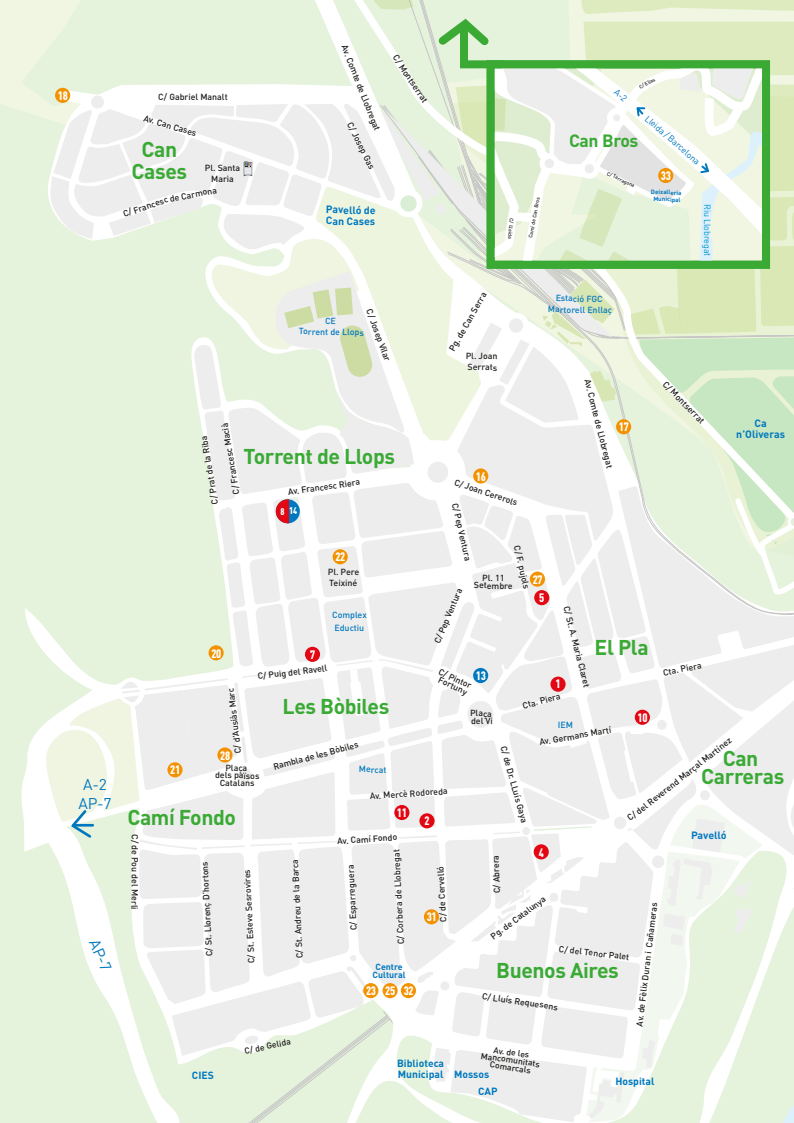 18
C/ Gabriel Manalt
Av. Can Cases
Can
Cases
Pl. Santa
Maria
C/ Francesc de Carmona
Av. Comte de Llobregat
C/ Josep Gas
C/ Montserrat
Pavelló de
Can Cases
A-2
C/ Elies
Lleida / Barcelona
Can Bros
33
C/ Tarragona
Deixalleria
Municipal
Camí de Can Bros
Riu Llobregat
CE
Torrent de Llops
C/ Josep Vilar
Pg. de Can Serra
Pl. Joan
Serrats
Estació FGC
Martorell Enllaç
Av. Comte de Llobregat
C/ Montserrat
17
Ca
n'Oliveras
C/ Prat de la Riba
C/ Francesc Macià
Torrent de Llops
Av. Francesc Riera
8
14
16
C/ Joan Cererols
C/ Pep Ventura
22
Pl. Pere
Teixiné
Pl. 11
Setembre
C/ F. pujols
27
5
Complex
Eductiu
C/ Pep Ventura
C/ St. A. Maria Claret
El Pla
20
7
C/ Puig del Ravell
C/ Pintor
Fortuny
13
1
Cta. Piera
Cta. Piera
C/ d'Ausiàs Marc
Les Bòbiles
Plaça
del Vi
10
IEM
Av. Germans Martí
21
28
Plaça
dels països
Catalans
Rambla de les Bòbiles
Mercat
C/ de Dr. LLuís Gaya
Can
Carreras
C/ del Reverend Marçal Martínez
A-2
AP-7
Camí Fondo
Av. Mercè Rodoreda
11
2
Av. Camí Fondo
4
Pavelló
C/ de Pou del Merli
C/ St. Llorenç D'hortons
C/ St. Esteve Sesrovires
C/ St. Andreu de la Barca
C/ Esparreguera
C/ Corbera de Llobregat
C/ de Cervelló
C/ Abrera
31
Pg. de Catalunya
AP-7
Centre
Cultural
23
25
32
C/ del Tenor Palet
Buenos Aires
C/ Lluís Requesens
Av. de Fèlix Duran i Cañameras
C/ de Gelida
Av. de les
Mancomunitats
Comarcals
CIES
Biblioteca
Municipal
Mossos
CAP
Hospital